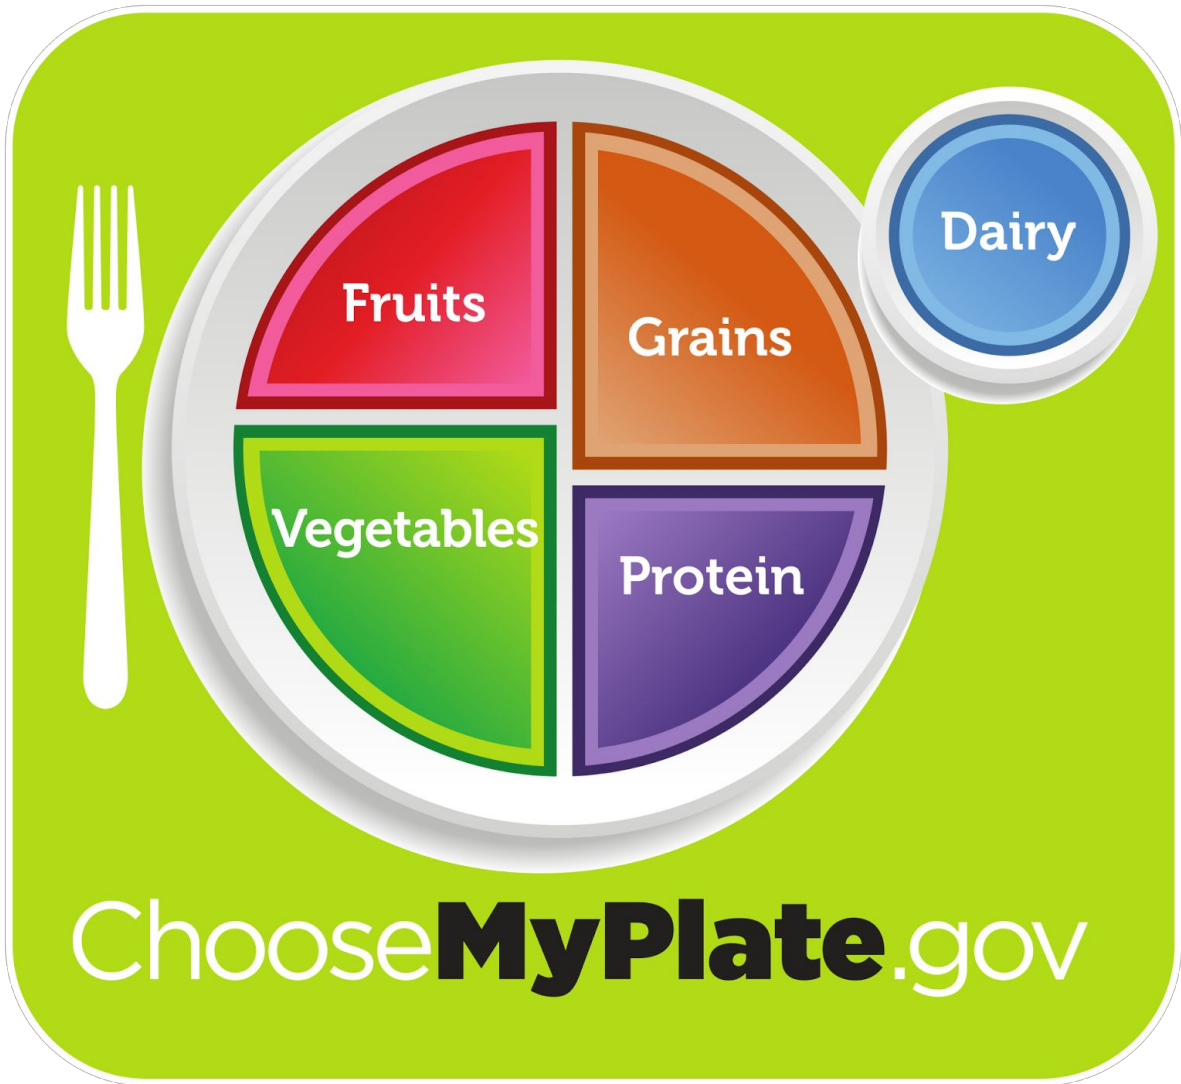 Dairy
Fruits
Grains
Vegetables
Protein
ChooseMyPlate.gov